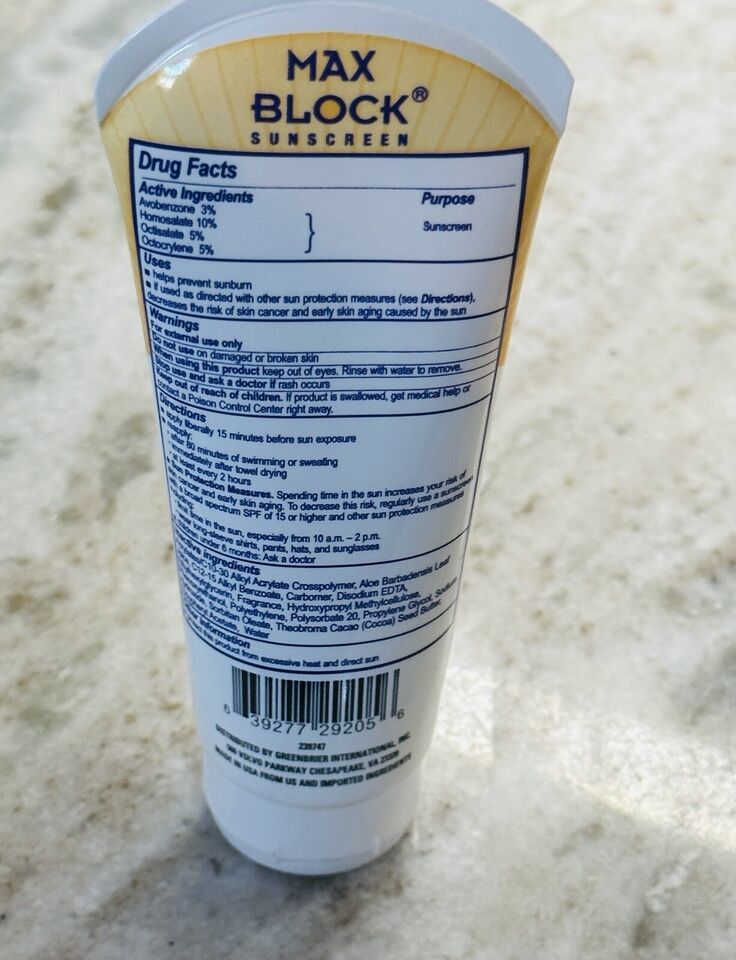 MAX
BLOCK®
SUNSCREEN
Drug Facts
Active Ingredients Purpose
Avobenzone 3%
Homosalate 10% Sunscreen
Octisalate 5%
Octocrylene 5%
Uses
▪ helps prevent sunburn
▪ if used as directed with other sun protection measures (see Directions),
decreases the risk of skin cancer and early skin aging caused by the sun
Warnings
For external use only
Do not use on damaged or broken skin
When using this product keep out of eyes. Rinse with water to remove.
Stop use and ask a doctor if rash occurs
Keep out of reach of children. If product is swallowed, get medical help or
contact a Poison Control Center right away.
Directions
▪ apply liberally 15 minutes before sun exposure
▪ reapply:
▪ after 80 minutes of swimming or sweating
▪ immediately after towel drying
▪ at least every 2 hours
▪ Sun Protection Measures. Spending time in the sun increases your risk of
skin cancer and early skin aging. To decrease this risk, regularly use a sunscreen
a broad spectrum SPF of 15 or higher and other sun protection measures
including:
time in the sun, especially from 10 a.m. – 2 p.m.
wear long-sleeve shirts, pants, hats, and sunglasses
children under 6 months: Ask a doctor
ingredients
C10-30 Alkyl Acrylate Crosspolymer, Aloe Barbadensis Leaf
C12-15 Alkyl Benzoate, Carbomer, Disodium EDTA,
Fragrance, Hydroxypropyl Methylcellulose,
Polyethylene, Polysorbate 20, Propylene Glycol, Sodium
Sorbitan Oleate, Theobroma Cacao (Cocoa) Seed Butter,
Acetate, Water
information
this product from excessive heat and direct sun
6 39277 29205 6
239747
DISTRIBUTED BY GREENBRIER INTERNATIONAL, INC.
500 VOLVO PARKWAY CHESAPEAKE, VA 23320
MADE IN USA FROM US AND IMPORTED INGREDIENTS